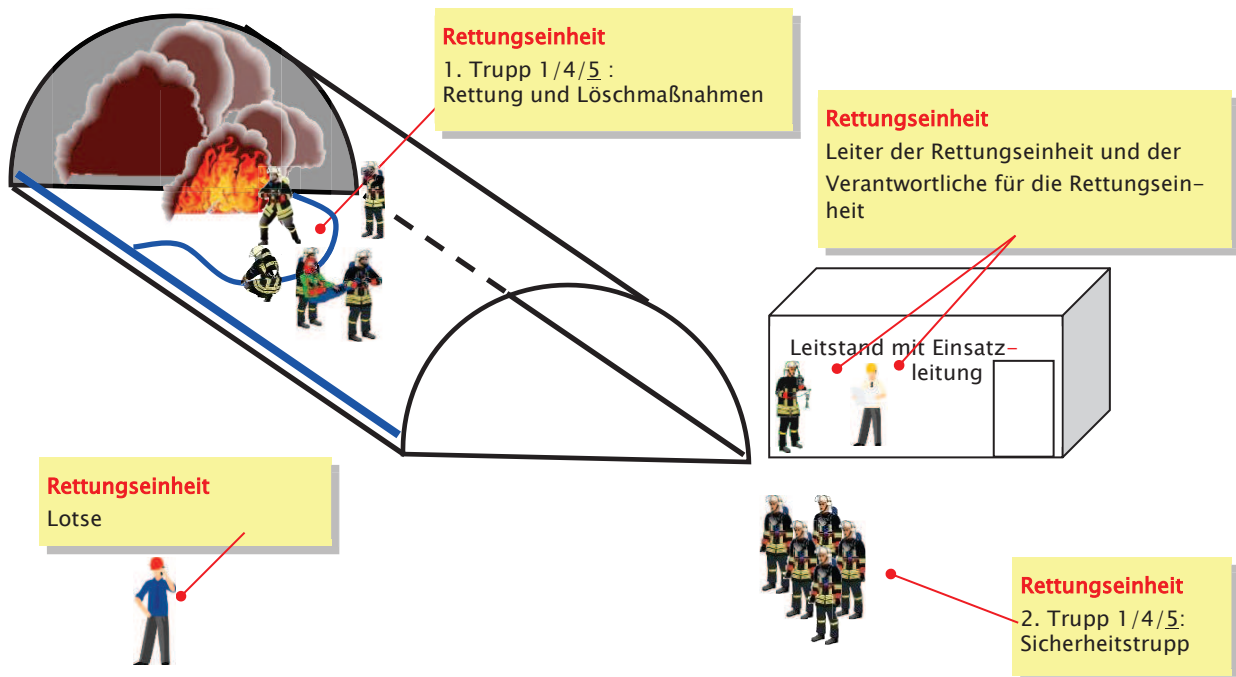 Rettungseinheit
1. Trupp 1/4/5 :
Rettung und Löschmaßnahmen
Rettungseinheit
Leiter der Rettungseinheit und der
Verantwortliche für die Rettungsein-
heit
Leitstand mit Einsatz-
leitung
Rettungseinheit
Lotse
Rettungseinheit
2. Trupp 1/4/5:
Sicherheitstrupp